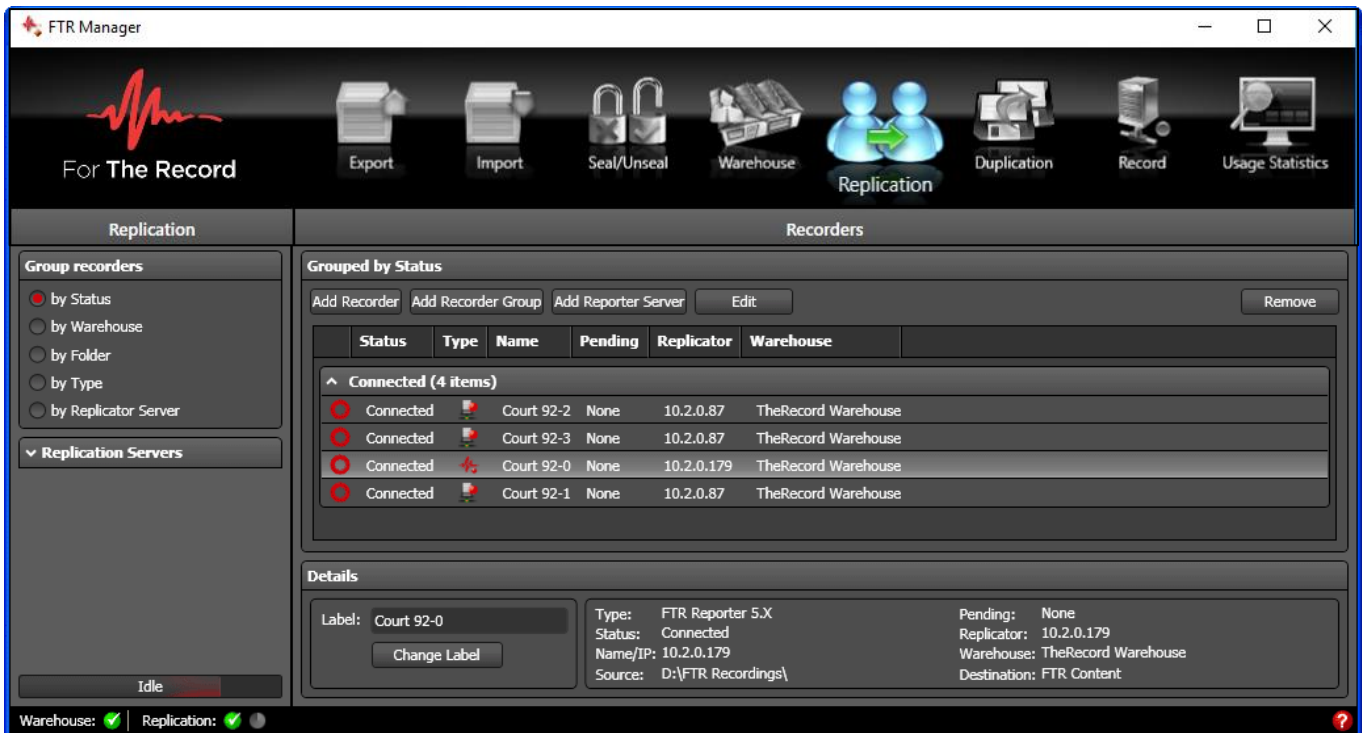 FTR Manager
For The Record
Export
Import
Seal/Unseal
Warehouse
Replication
Duplication
Record
Usage Statistics
Replication
Recorders
Group recorders
by Status
by Warehouse
by Folder
by Type
by Replicator Server
Replication Servers
Idle
Grouped by Status
Add Recorder Add Recorder Group Add Reporter Server Edit Remove
Status Type Name Pending Replicator Warehouse
Connected (4 items)
Connected Court 92-2 None 10.2.0.87 TheRecord Warehouse
Connected Court 92-3 None 10.2.0.87 TheRecord Warehouse
Connected Court 92-0 None 10.2.0.179 TheRecord Warehouse
Connected Court 92-1 None 10.2.0.87 TheRecord Warehouse
Details
Label: Court 92-0
Change Label
Type: FTR Reporter 5.X
Status: Connected
Name/IP: 10.2.0.179
Source: D:\FTR Recordings\
Pending: None
Replicator: 10.2.0.179
Warehouse: TheRecord Warehouse
Destination: FTR Content
Warehouse: Replication: ?